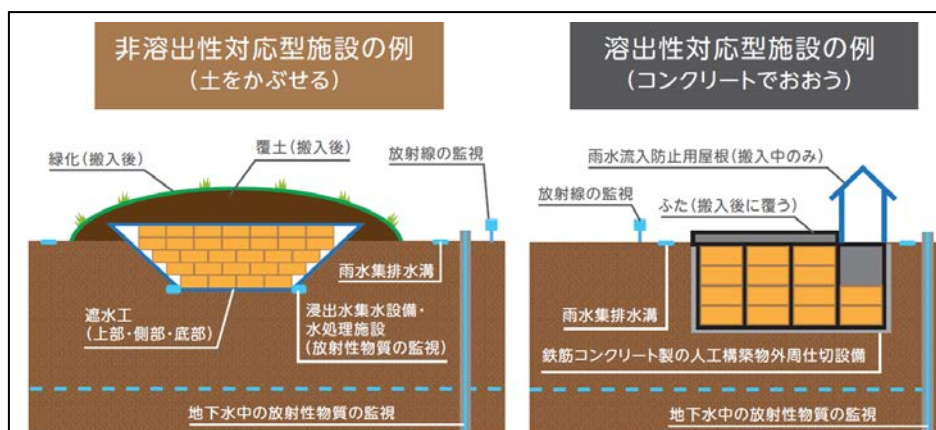 非溶出性対応型施設の例
(土をかぶせる)
緑化(搬入後)
覆土(搬入後)
放射線の監視
雨水集排水溝
遮水工
(上部・側部・底部)
浸出水集水設備・
水処理施設
(放射性物質の監視)
地下水中の放射性物質の監視
溶出性対応型施設の例
(コンクリートでおおう)
雨水流入防止用屋根(搬入中のみ)
放射線の監視
ふた(搬入後に覆う)
雨水集排水溝
鉄筋コンクリート製の人工構築物外周仕切設備
地下水中の放射性物質の監視